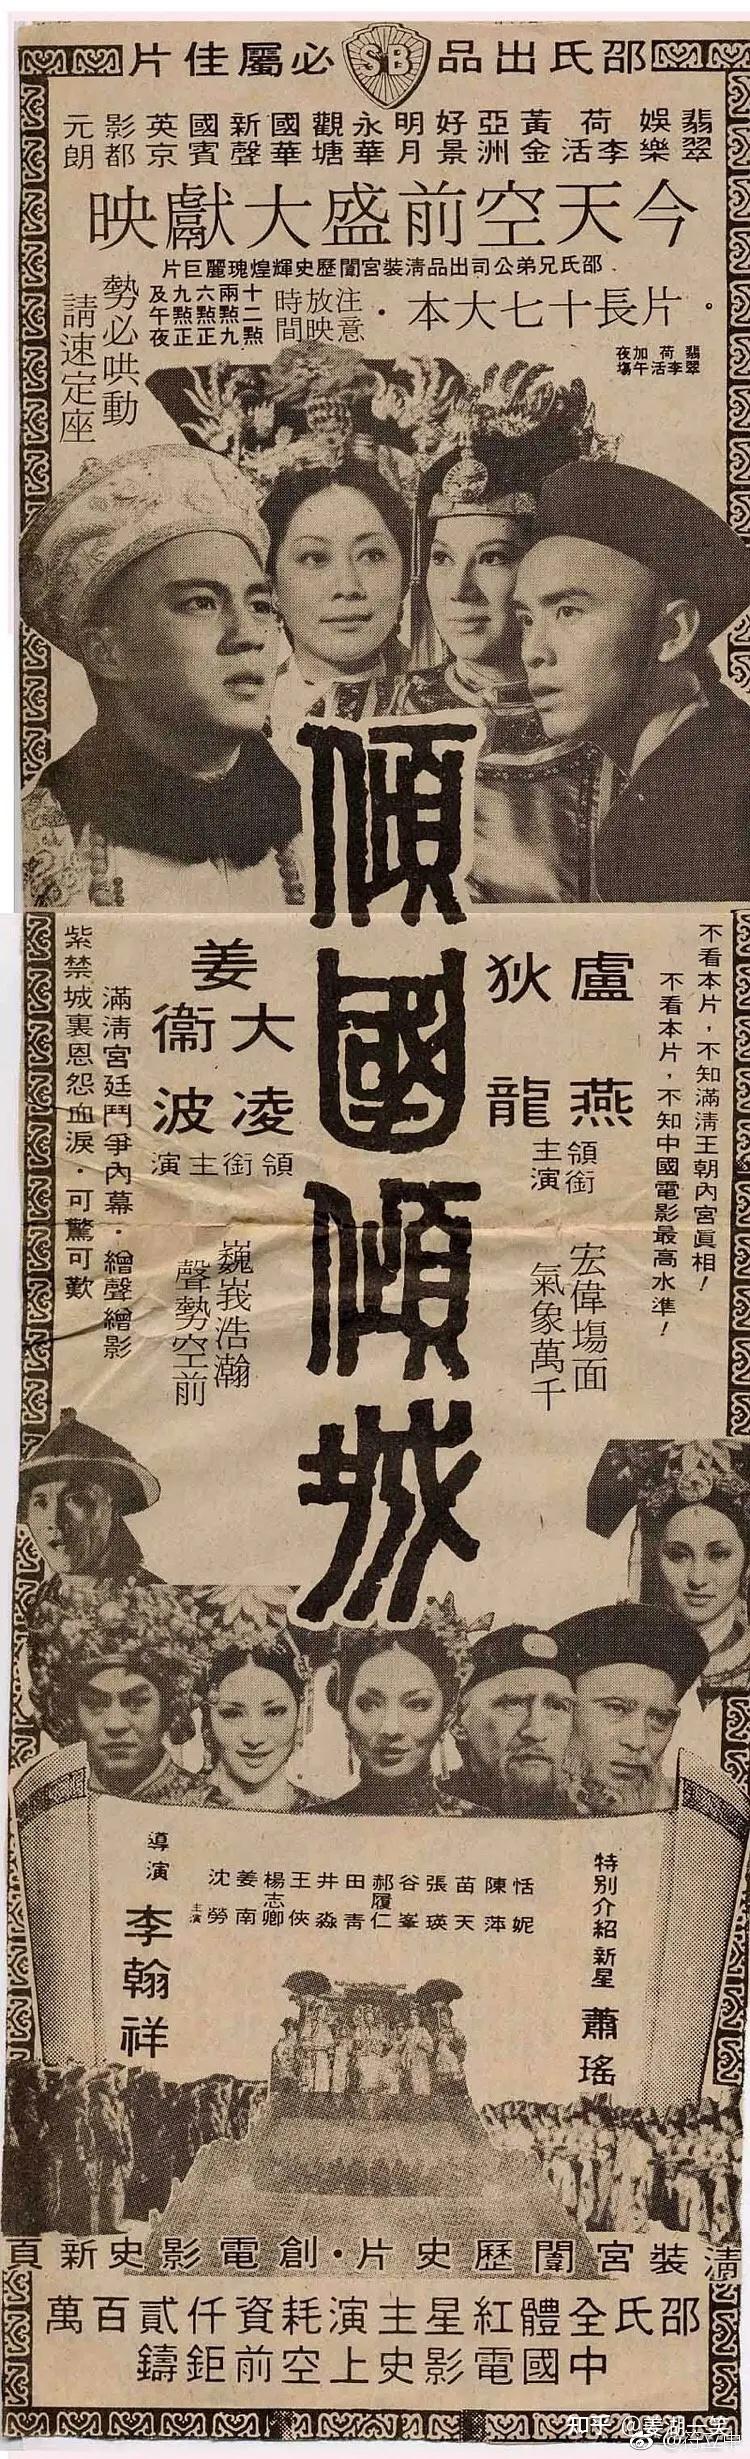 邵氏出品 SB 必屬佳片
翡翠 娛樂 荷李活 黃金 亞洲 好景 明月 永華 觀塘 國華 新聲 國賓 英京 影都 元朗
今天空前盛大獻映
邵氏兄弟公司出品清裝宮闈歷史輝煌瑰麗巨片
。片長十七大本·
注意
放映
時間
十二點
兩點九
六點正
九點正
及午夜
勢必哄動
請速定座
翡翠
荷李活
加午
夜場
傾國傾城
不看本片,不知滿清王朝內宮眞相!
不看本片,不知中國電影最高水準!
盧燕
狄龍
領銜
主演
姜大衞
凌波
領銜主演
宏偉場面
氣象萬千
巍峩浩瀚
聲勢空前
滿清宮廷鬥爭內幕·繪聲繪影
紫禁城裏恩怨血淚·可驚可歎
特別介紹 新星 蕭瑤
恬妮
陳萍
苗天
張瑛
谷峯
郝履仁
田青
井淼
王俠
楊志卿
姜南
沈勞
主演
導演 李翰祥
清裝宮闈歷史片·創電影史新頁
邵氏全體紅星主演耗資仟貳百萬
中國電影史上空前鉅鑄
知乎 @姜湖一笑